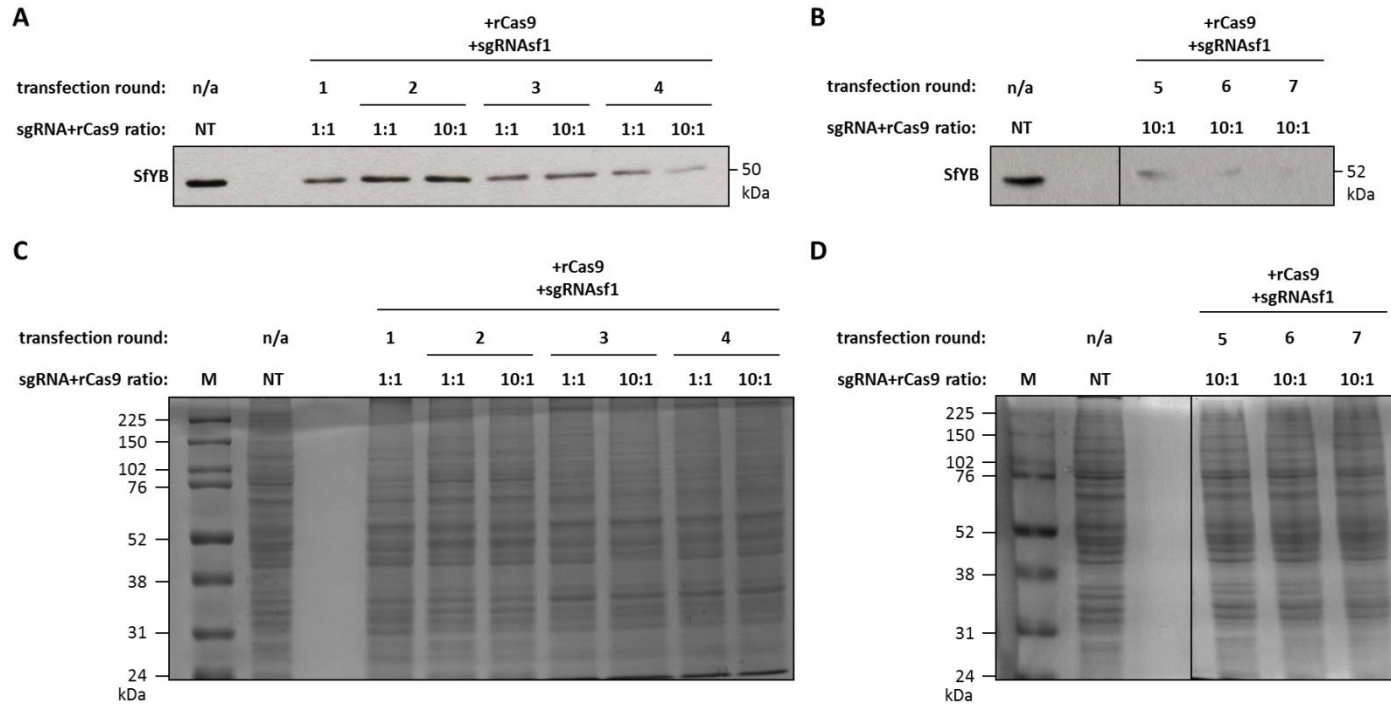 A
+rCas9
+sgRNAsf1
transfection round: n/a 1 2 3 4
sgRNA+rCas9 ratio: NT 1:1 1:1 10:1 1:1 10:1 1:1 10:1
SfYB
50
kDa
B
+rCas9
+sgRNAsf1
transfection round: n/a 5 6 7
sgRNA+rCas9 ratio: NT 10:1 10:1 10:1
SfYB
52
kDa
C
+rCas9
+sgRNAsf1
transfection round: n/a 1 2 3 4
sgRNA+rCas9 ratio: M NT 1:1 1:1 10:1 1:1 10:1 1:1 10:1
225
150
102
76
52
38
31
24
kDa
D
+rCas9
+sgRNAsf1
transfection round: n/a 5 6 7
sgRNA+rCas9 ratio: M NT 10:1 10:1 10:1
225
150
102
76
52
38
31
24
kDa